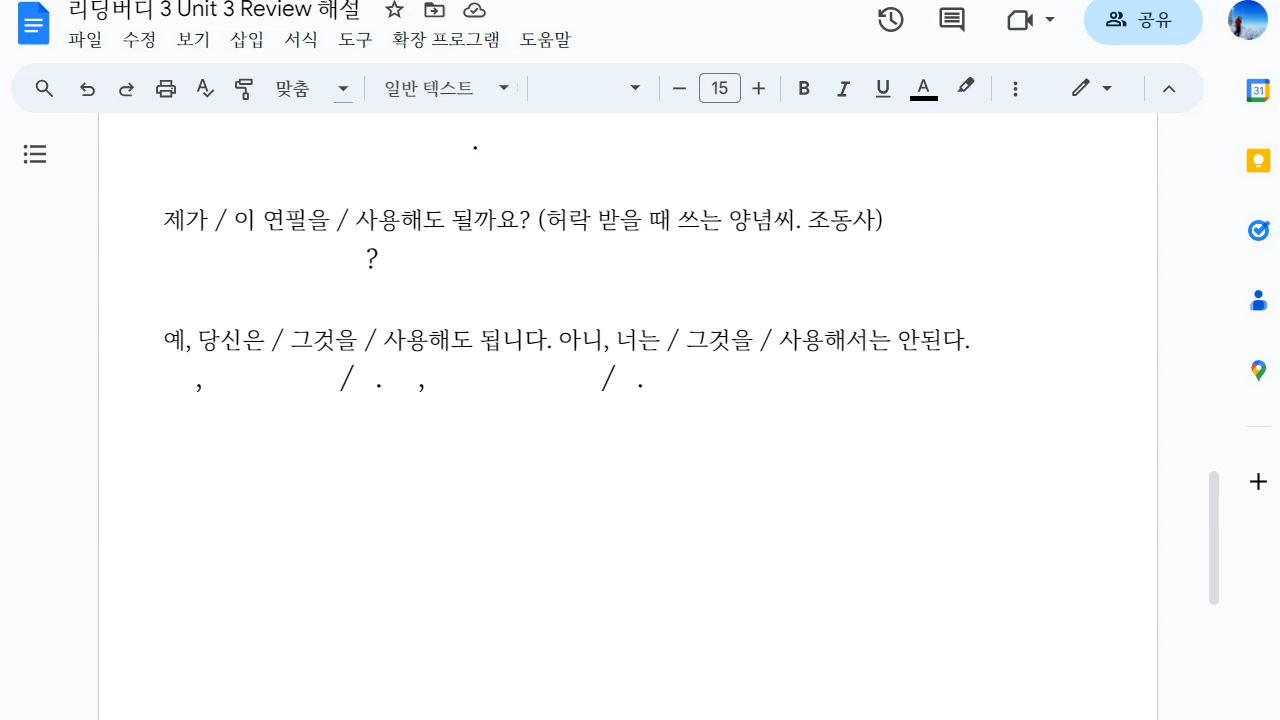 리딩버디 3 Unit 3 Review 해설
파일 수정 보기 삽입 서식 도구 확장 프로그램 도움말
공유
맞춤 일반 텍스트 15 B I U A
31
.
제가 / 이 연필을 / 사용해도 될까요? (허락 받을 때 쓰는 양념씨. 조동사)
?
예, 당신은 / 그것을 / 사용해도 됩니다. 아니, 너는 / 그것을 / 사용해서는 안된다.
, / . , / .